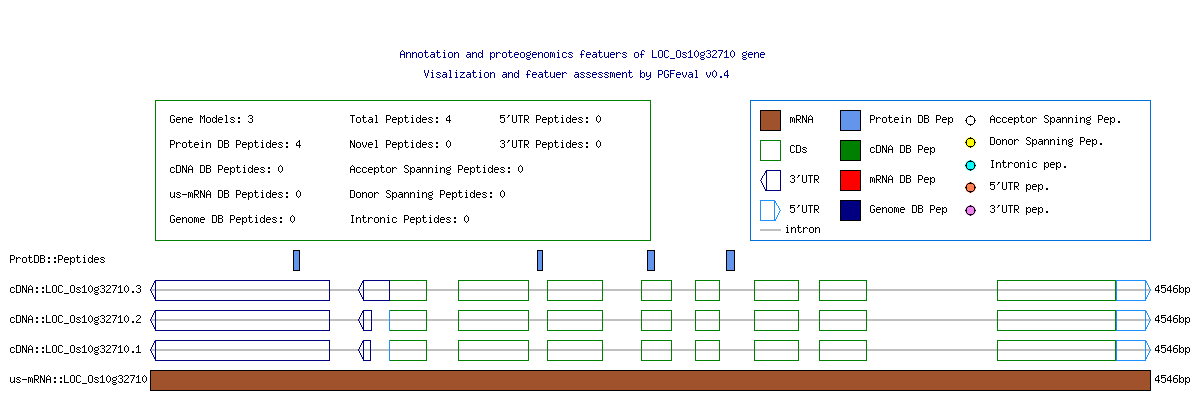 Annotation and proteogenomics featuers of LOC_Os10g32710 gene
Visalization and featuer assessment by PGFeval v0.4
Gene Models: 3 Total Peptides: 4 5'UTR Peptides: 0
Protein DB Peptides: 4 Novel Peptides: 0 3'UTR Peptides: 0
cDNA DB Peptides: 0 Acceptor Spanning Peptides: 0
us-mRNA DB Peptides: 0 Donor Spanning Peptides: 0
Genome DB Peptides: 0 Intronic Peptides: 0
mRNA Protein DB Pep Acceptor Spanning Pep.
CDs cDNA DB Pep Donor Spanning Pep.
3'UTR mRNA DB Pep Intronic pep.
5'UTR Genome DB Pep 5'UTR pep.
intron 3'UTR pep.
ProtDB::Peptides
cDNA::LOC_Os10g32710.3 4546bp
cDNA::LOC_Os10g32710.2 4546bp
cDNA::LOC_Os10g32710.1 4546bp
us-mRNA::LOC_Os10g32710 4546bp